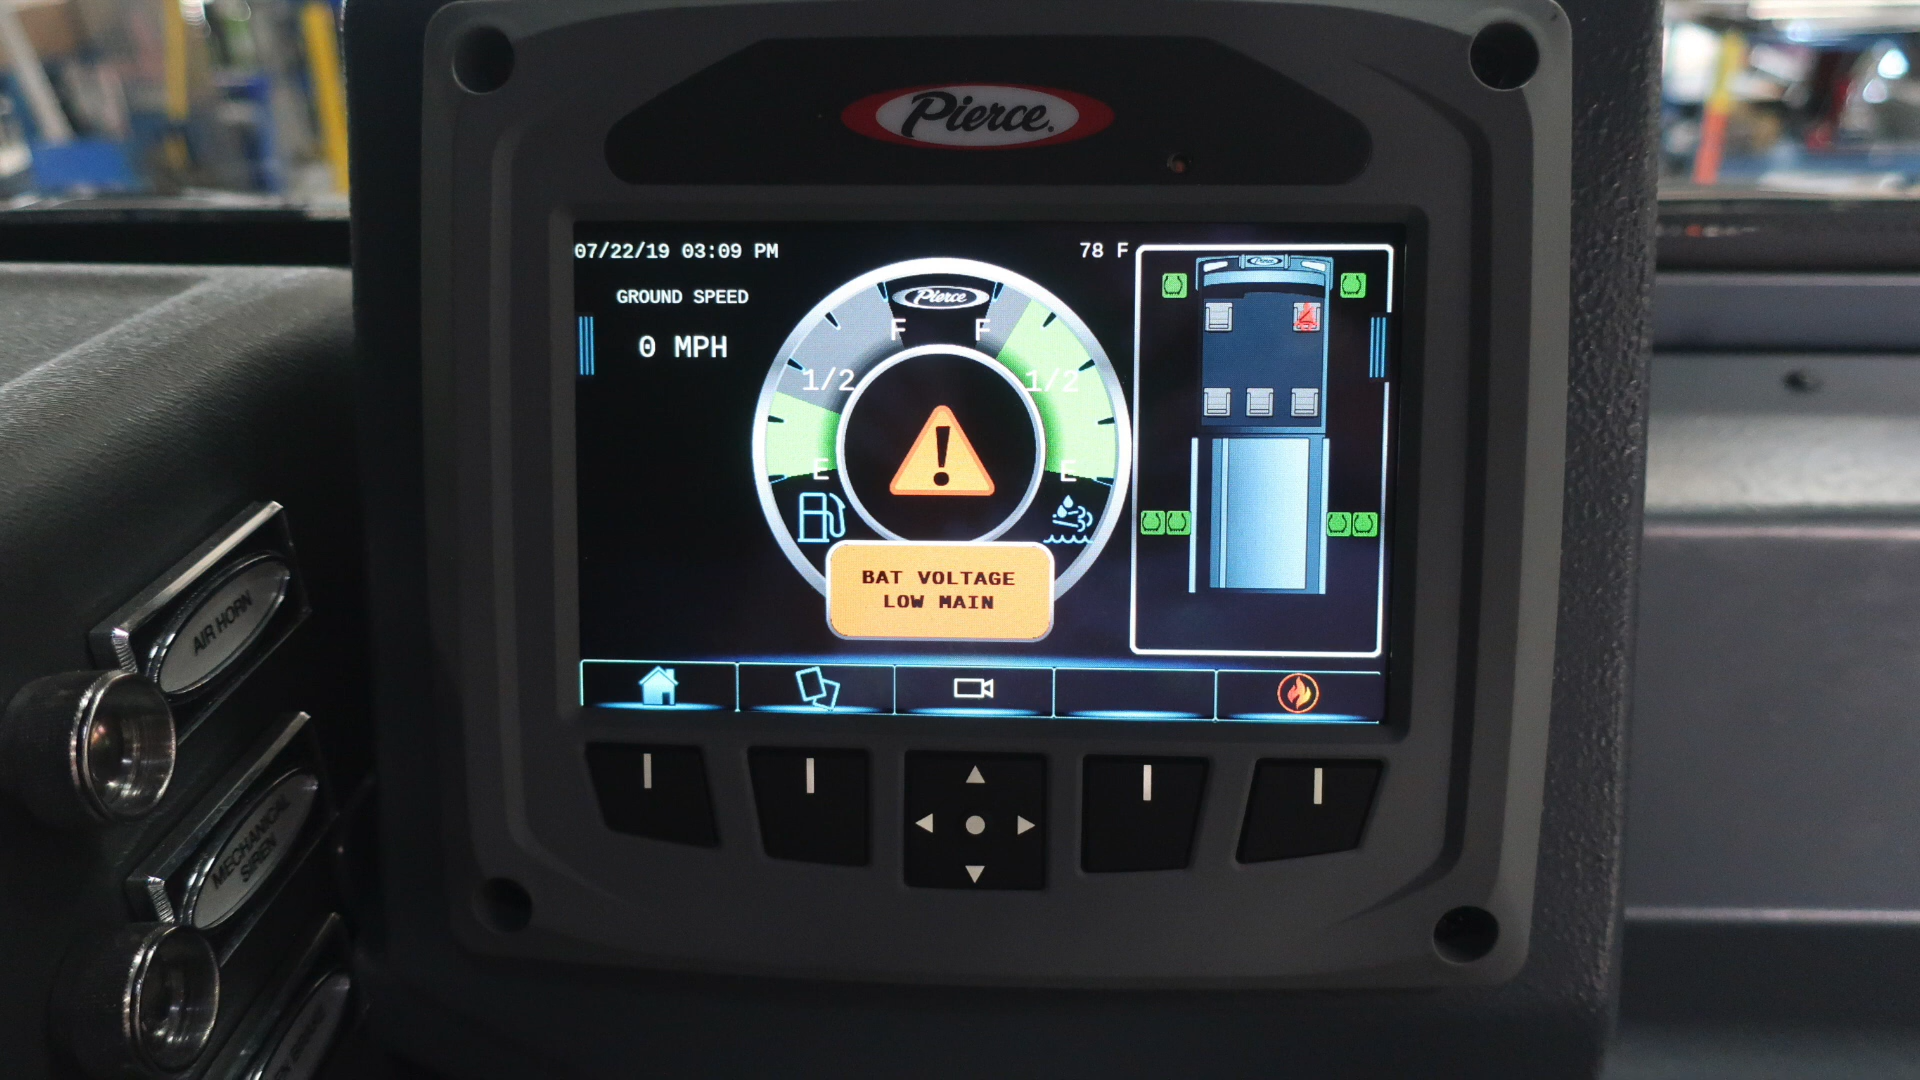 Pierce.
07/22/19 03:09 PM
78 F
GROUND SPEED
0 MPH
Pierce
Pierce
F
F
1/2
1/2
E
E
BAT VOLTAGE
LOW MAIN
AIR HORN
MECHANICAL
SIREN